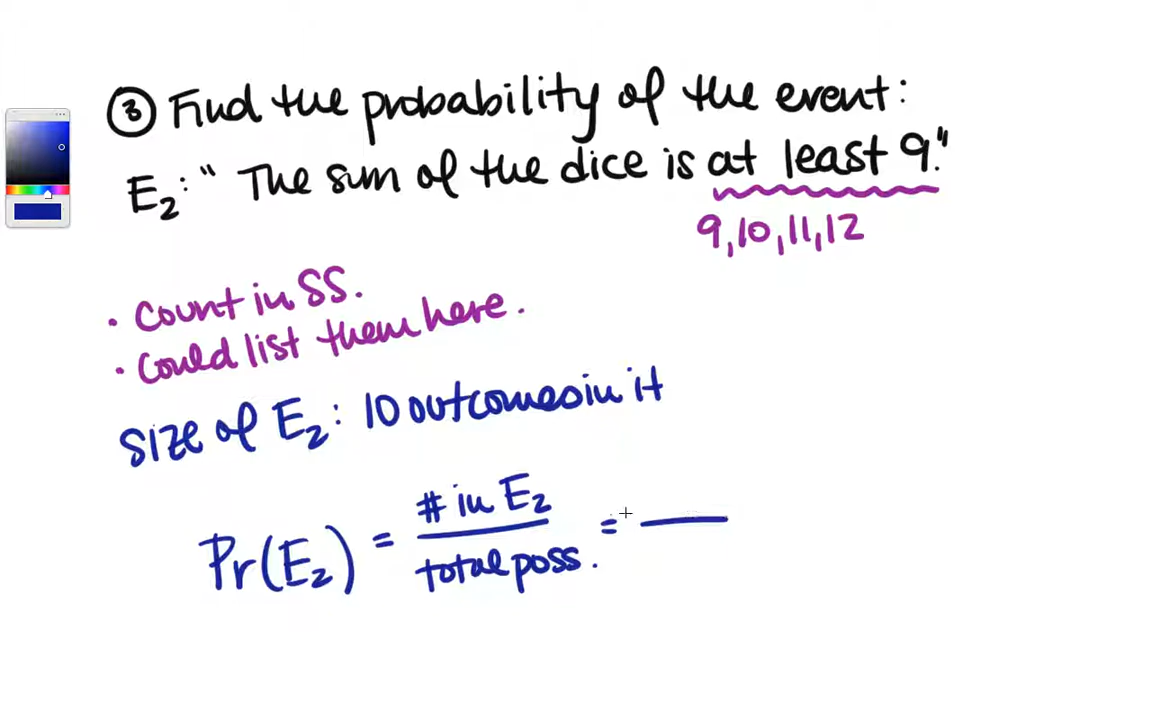 ③ Find the probability of the event:
E₂: "The sum of the dice is at least 9."
9, 10, 11, 12
• Count in SS.
• Could list them here.
size of E₂: 10 outcomes in it
Pr(E₂) = # in E₂ / total poss. =